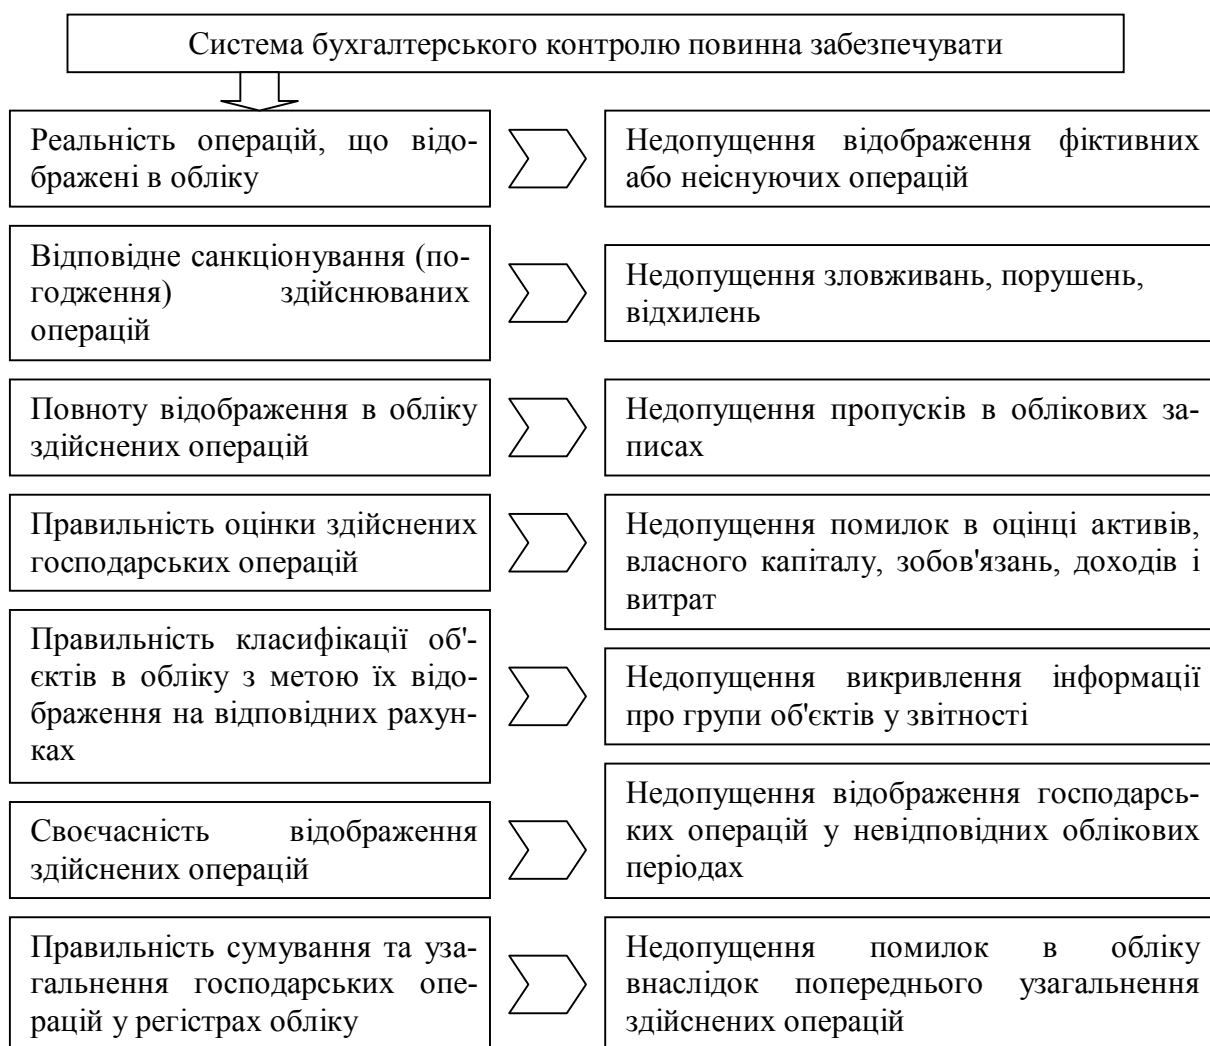 Система бухгалтерського контролю повинна забезпечувати
Реальність операцій, що відо-
бражені в обліку
Недопущення відображення фіктивних
або неіснуючих операцій
Відповідне санкціонування (по-
годження) здійснюваних
операцій
Недопущення зловживань, порушень,
відхилень
Повноту відображення в обліку
здійснених операцій
Недопущення пропусків в облікових за-
писах
Правильність оцінки здійснених
господарських операцій
Недопущення помилок в оцінці активів,
власного капіталу, зобов'язань, доходів і
витрат
Правильність класифікації об'-
єктів в обліку з метою їх відо-
браження на відповідних рахун-
ках
Недопущення викривлення інформації
про групи об'єктів у звітності
Своєчасність відображення
здійснених операцій
Недопущення відображення господарсь-
ких операцій у невідповідних облікових
періодах
Правильність сумування та уза-
гальнення господарських опе-
рацій у регістрах обліку
Недопущення помилок в обліку
внаслідок попереднього узагальнення
здійснених операцій